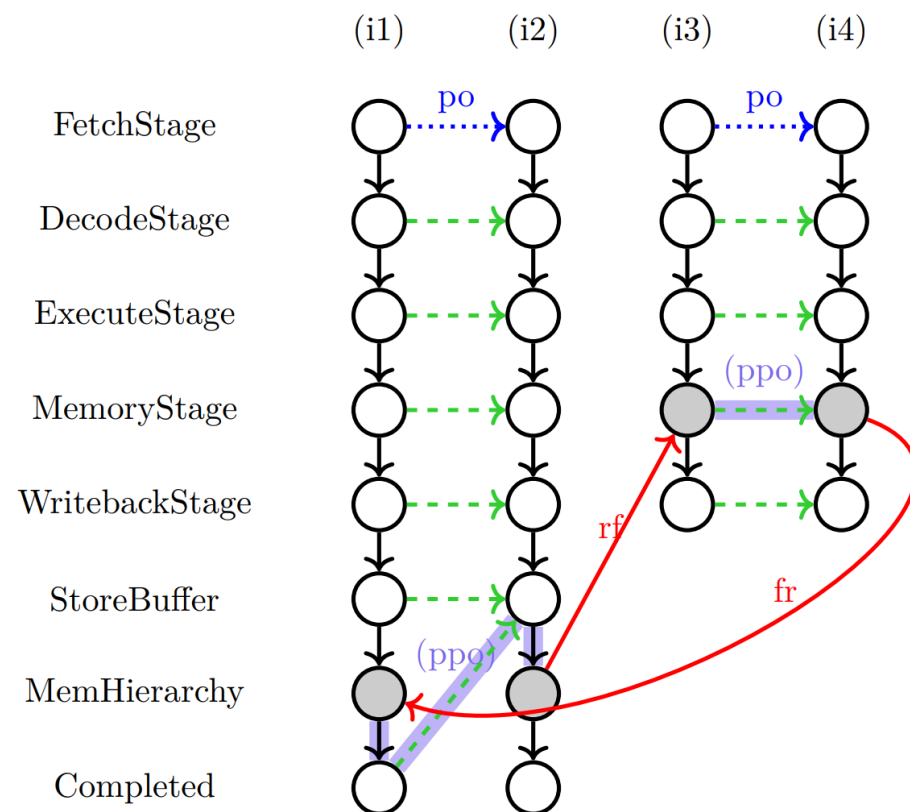 (i1) (i2) (i3) (i4)
FetchStage po po
DecodeStage
ExecuteStage
(ppo)
MemoryStage
WritebackStage
rf
StoreBuffer fr
(ppo)
MemHierarchy
Completed